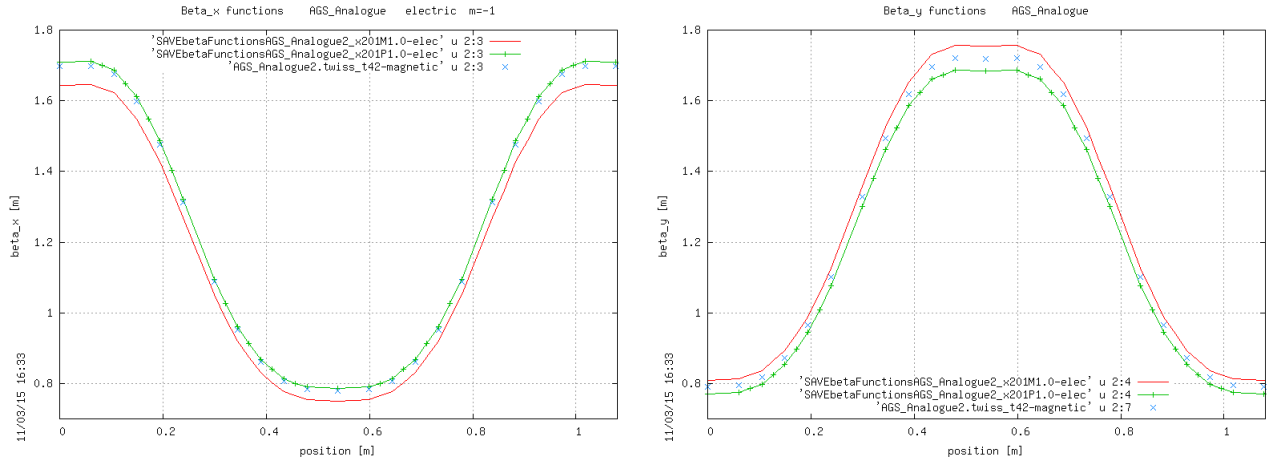 Beta_x functions AGS_Analogue electric m=-1
'SAVEbetaFunctionsAGS_Analogue2_x201M1.0-elec' u 2:3
'SAVEbetaFunctionsAGS_Analogue2_x201P1.0-elec' u 2:3
'AGS_Analogue2.twiss_t42-magnetic' u 2:3
1.8
1.6
1.4
1.2
1
0.8
beta_x [m]
11/03/15 16:33
0
0.2
0.4
0.6
0.8
1
position [m]
Beta_y functions AGS_Analogue
1.8
1.6
1.4
1.2
1
0.8
beta_y [m]
'SAVEbetaFunctionsAGS_Analogue2_x201M1.0-elec' u 2:4
'SAVEbetaFunctionsAGS_Analogue2_x201P1.0-elec' u 2:4
'AGS_Analogue2.twiss_t42-magnetic' u 2:7
11/03/15 16:33
0
0.2
0.4
0.6
0.8
1
position [m]